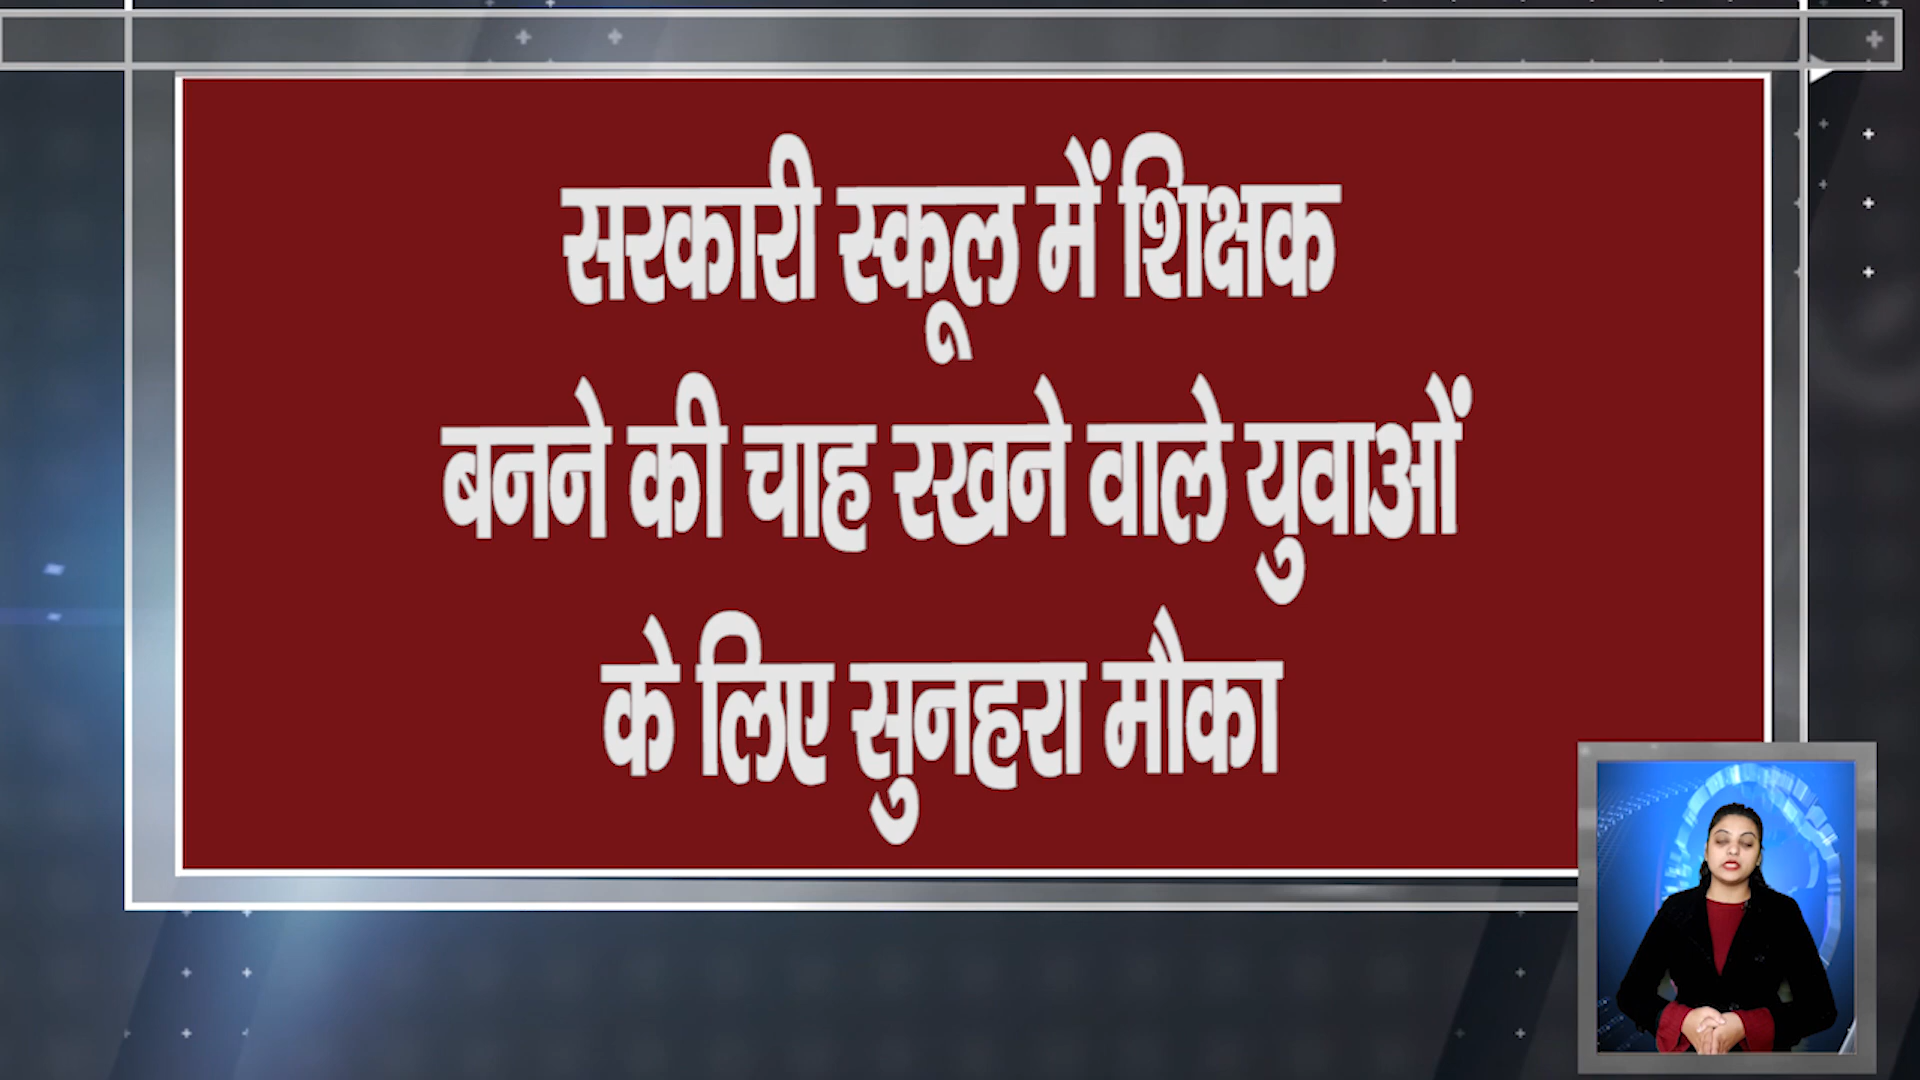 सरकारी स्कूल में शिक्षक
बनने की चाह रखने वाले युवाओं
के लिए सुनहरा मौका